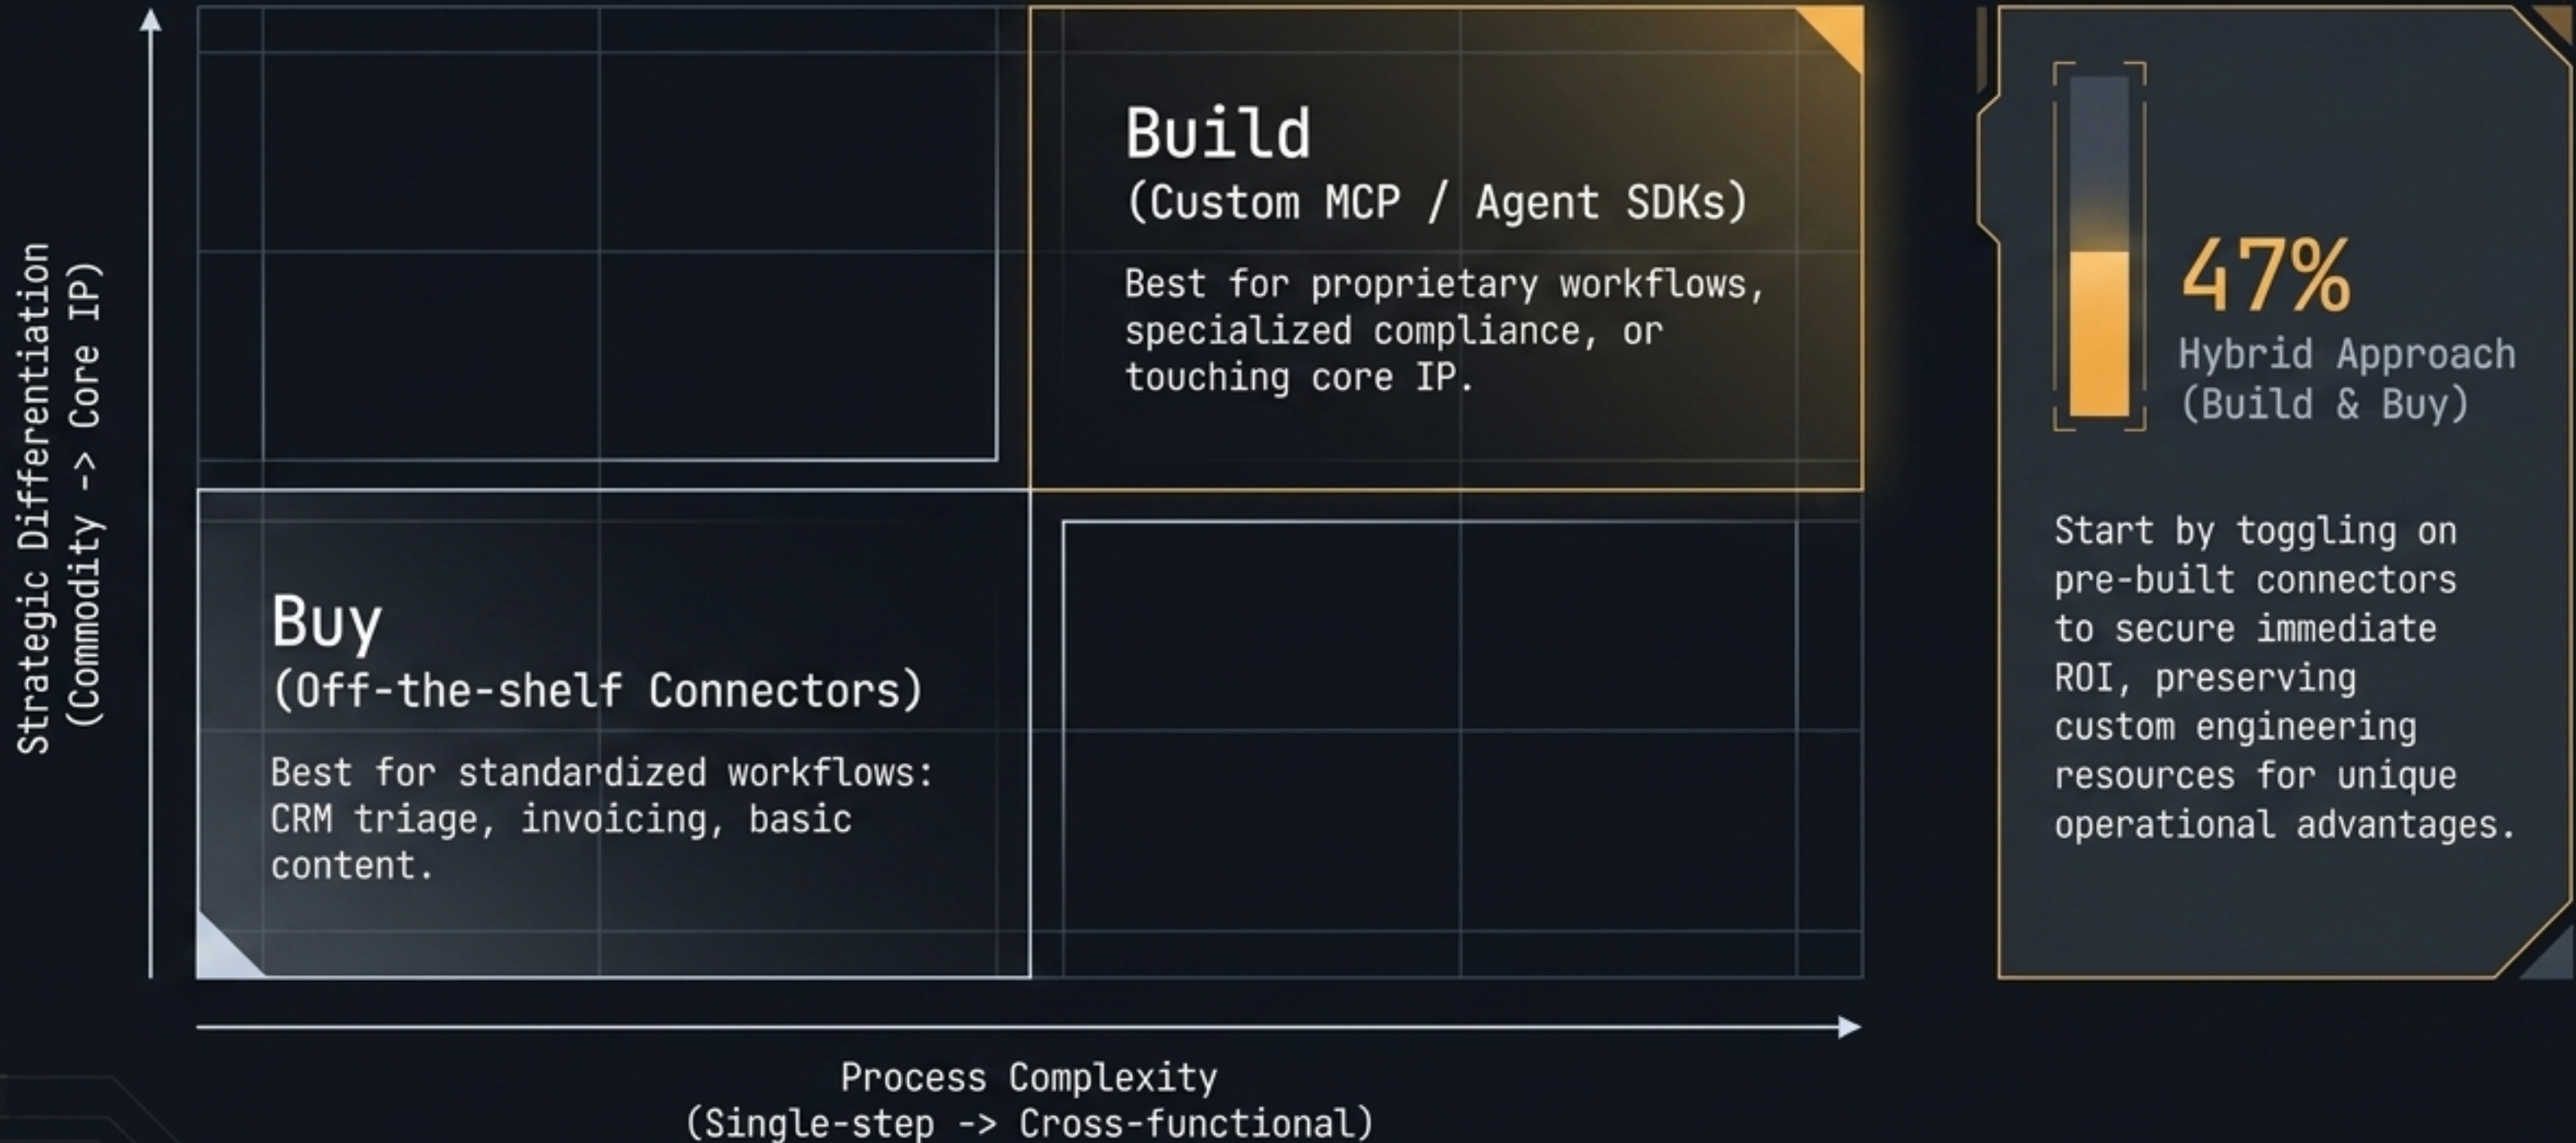 Strategic Differentiation
(Commodity -> Core IP)
Build
(Custom MCP / Agent SDKs)
Best for proprietary workflows,
specialized compliance, or
touching core IP.
Buy
(Off-the-shelf Connectors)
Best for standardized workflows:
CRM triage, invoicing, basic
content.
Process Complexity
(Single-step -> Cross-functional)
47%
Hybrid Approach
(Build & Buy)
Start by toggling on
pre-built connectors
to secure immediate
ROI, preserving
custom engineering
resources for unique
operational advantages.